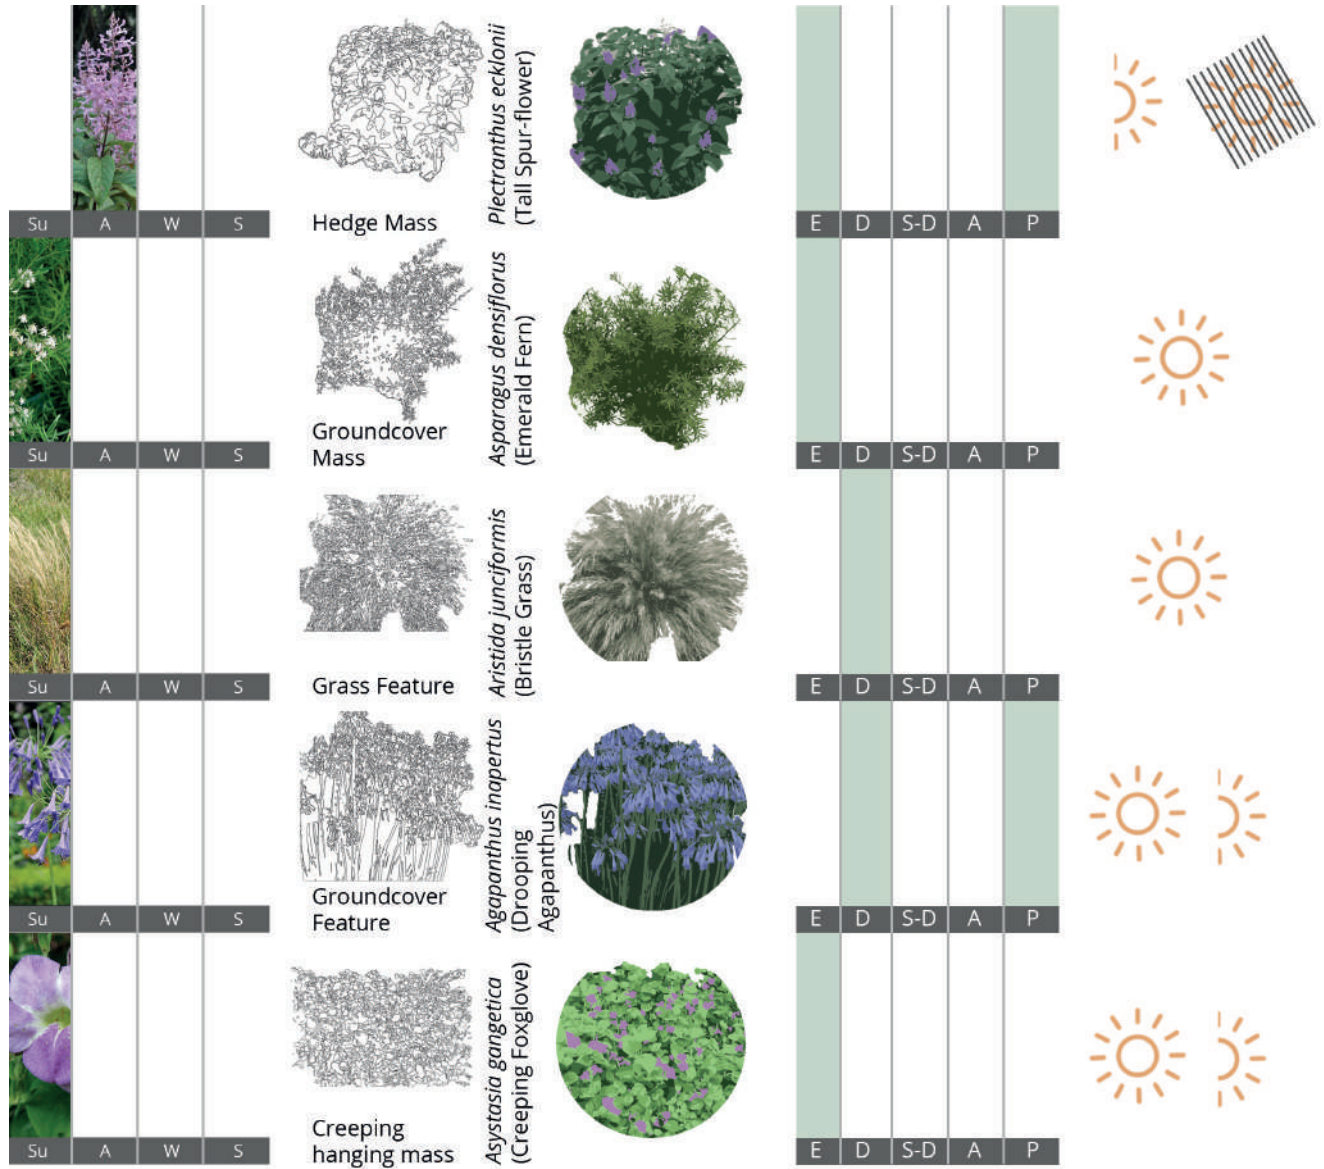 Plectranthus ecklonii
(Tall Spur-flower)
Hedge Mass
Su A W S
E D S-D A P
Asparagus densiflorus
(Emerald Fern)
Groundcover
Mass
Su A W S
E D S-D A P
Aristida junciformis
(Bristle Grass)
Grass Feature
Su A W S
E D S-D A P
Agapanthus inapertus
(Drooping
Agapanthus)
Groundcover
Feature
Su A W S
E D S-D A P
Asystasia gangetica
(Creeping Foxglove)
Creeping
hanging mass
Su A W S
E D S-D A P